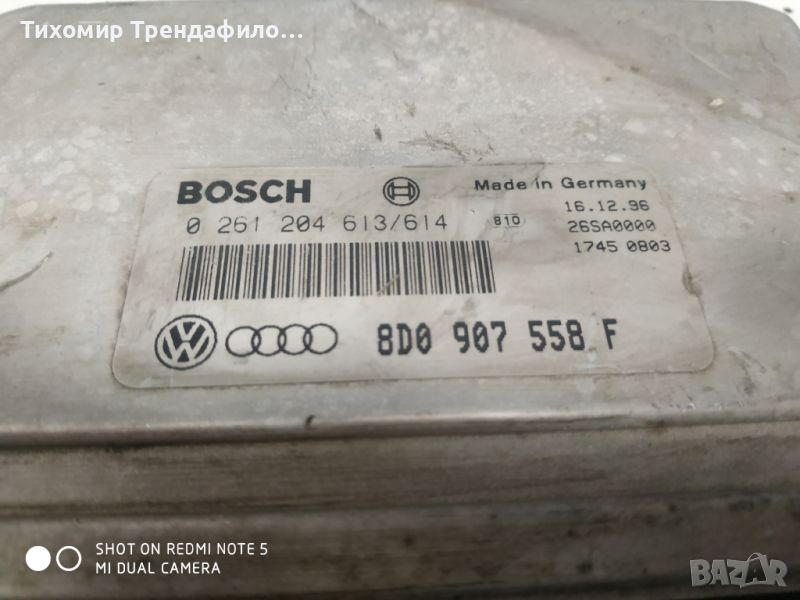 Тихомир Трендафило...
BOSCH
Made in Germany
0 261 204 613/614
810
16.12.96
26SA0000
1745 0803
8D0 907 558 F
SHOT ON REDMI NOTE 5
MI DUAL CAMERA
BAZAR